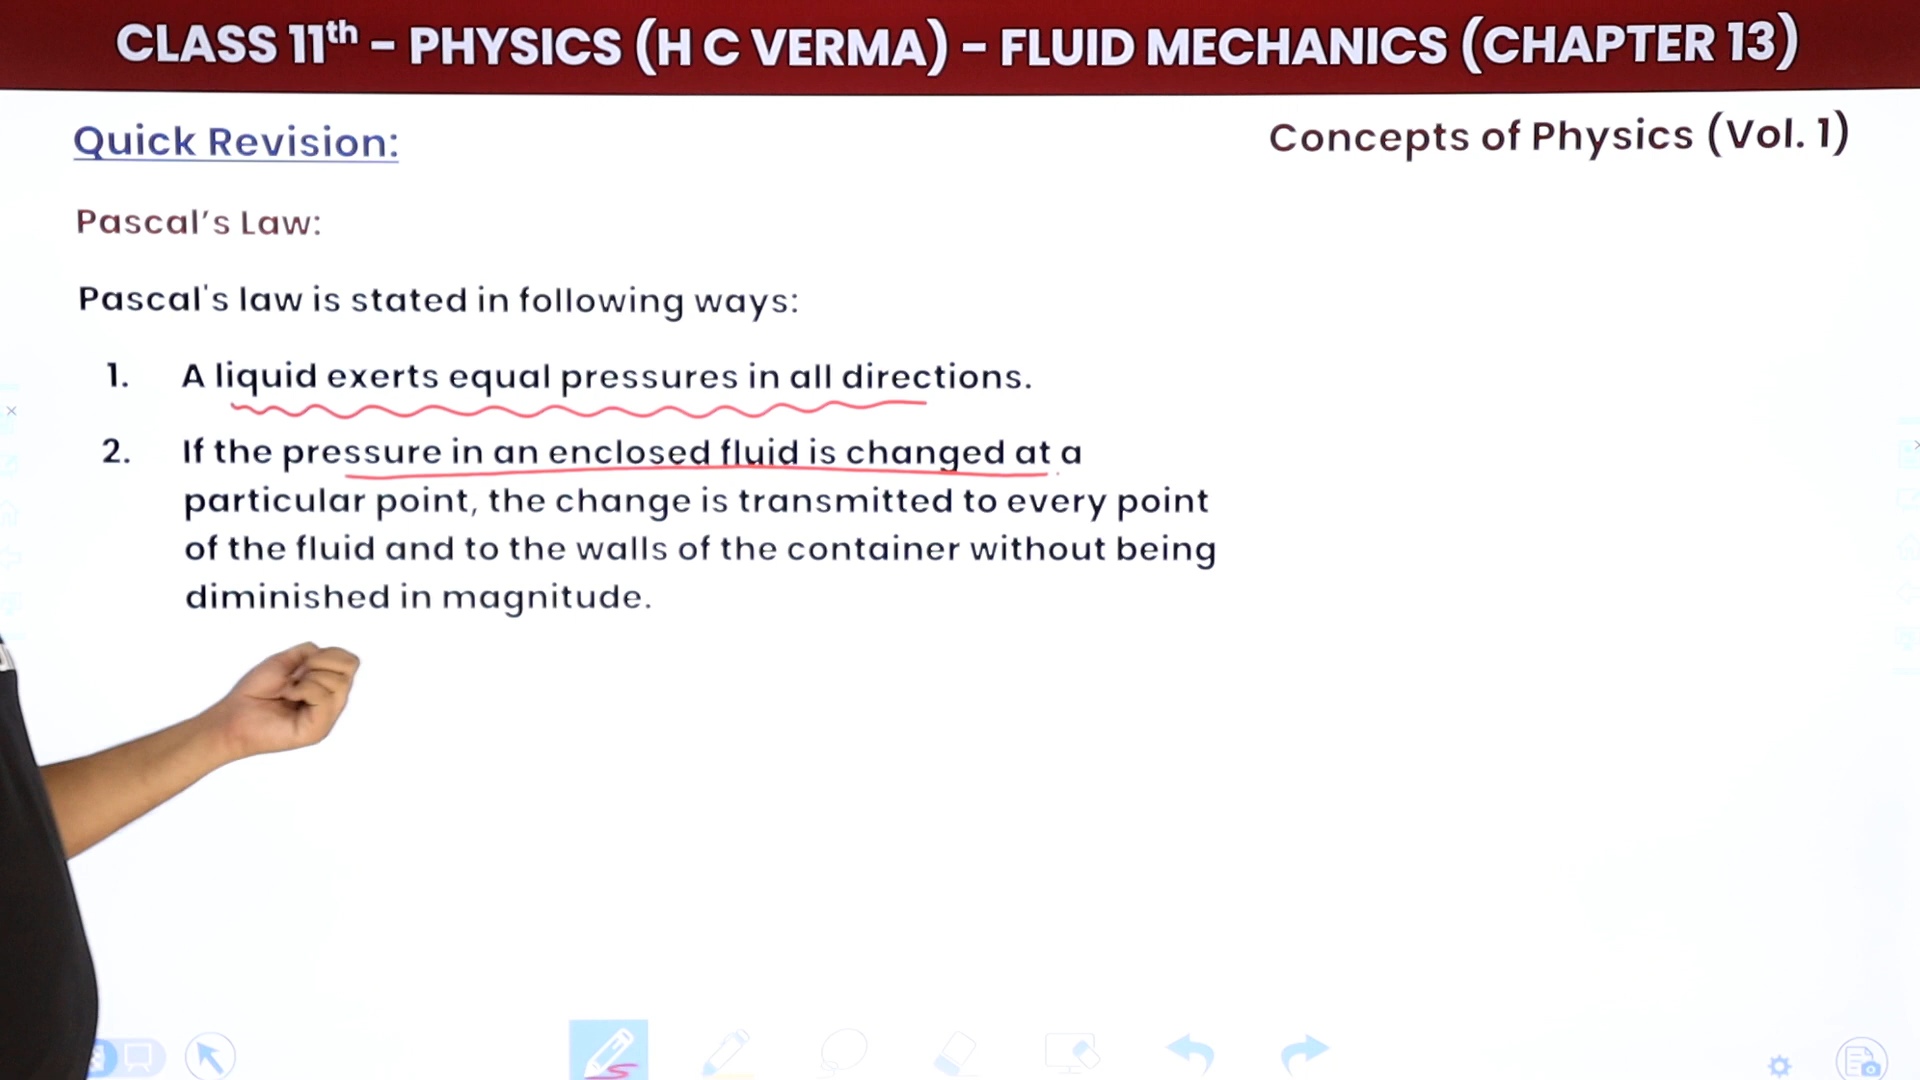 CLASS 11th - PHYSICS (H C VERMA) - FLUID MECHANICS (CHAPTER 13)
Quick Revision:
Concepts of Physics (Vol. 1)
Pascal's Law:
Pascal's law is stated in following ways:
1. A liquid exerts equal pressures in all directions.
2. If the pressure in an enclosed fluid is changed at a
particular point, the change is transmitted to every point
of the fluid and to the walls of the container without being
diminished in magnitude.